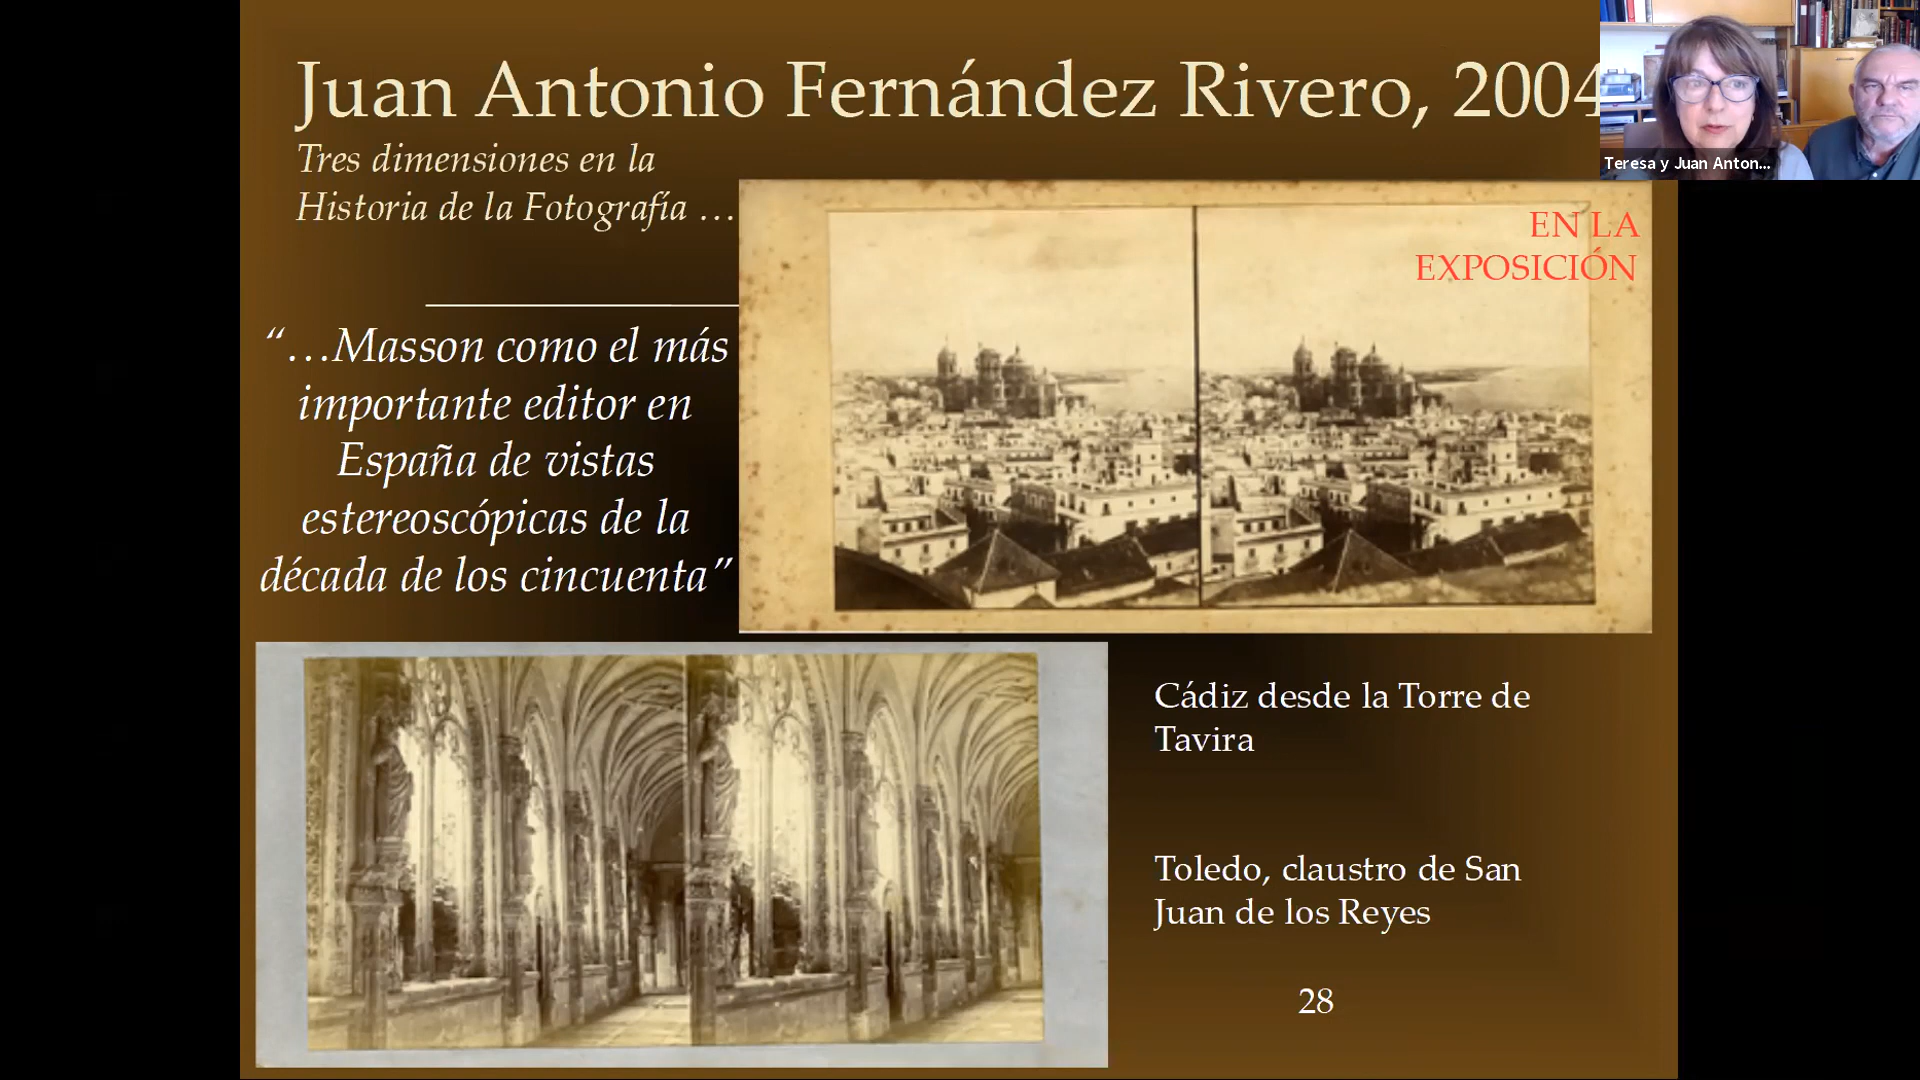 Juan Antonio Fernández Rivero, 2004
Tres dimensiones en la
Historia de la Fotografía …
Teresa y Juan Anton...
EN LA
EXPOSICIÓN
“…Masson como el más
importante editor en
España de vistas
estereoscópicas de la
década de los cincuenta”
Cádiz desde la Torre de
Tavira
Toledo, claustro de San
Juan de los Reyes
28